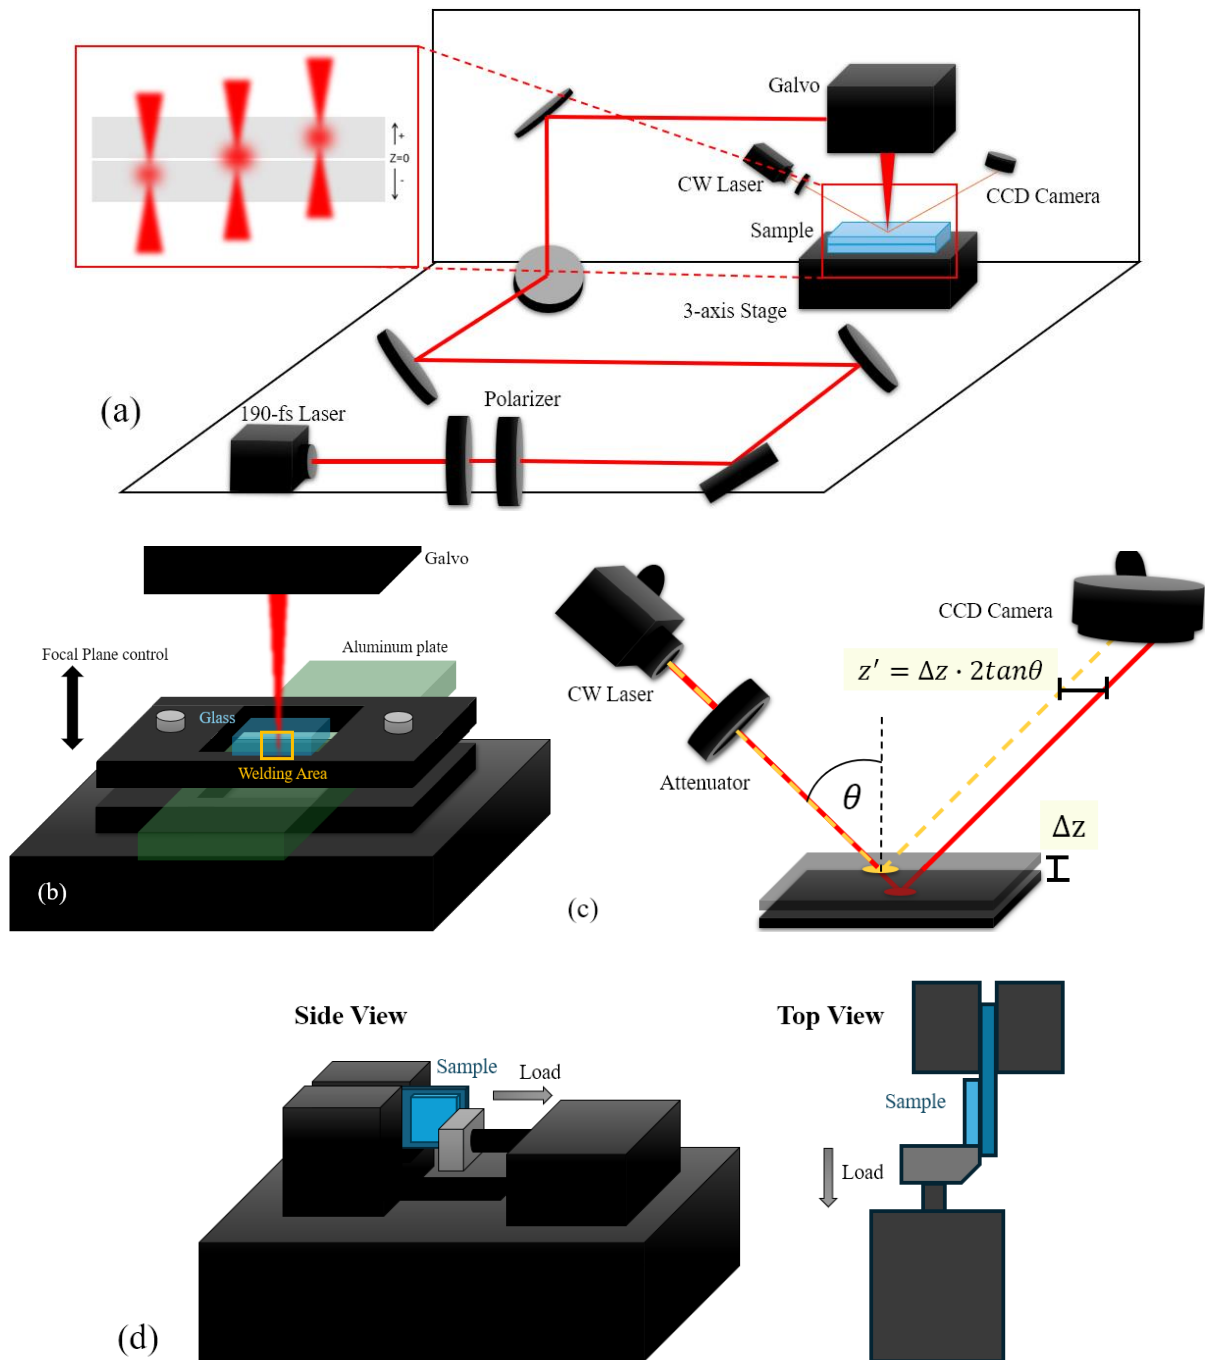 Galvo
+
Z=0
-
CW Laser
CCD Camera
Sample
3-axis Stage
(a)
190-fs Laser
Polarizer
Galvo
Focal Plane control
Aluminum plate
Glass
Welding Area
(b)
CCD Camera
z′ = Δz · 2tanθ
CW Laser
Attenuator
θ
Δz
(c)
Side View
Sample
Load
Top View
Sample
Load
(d)